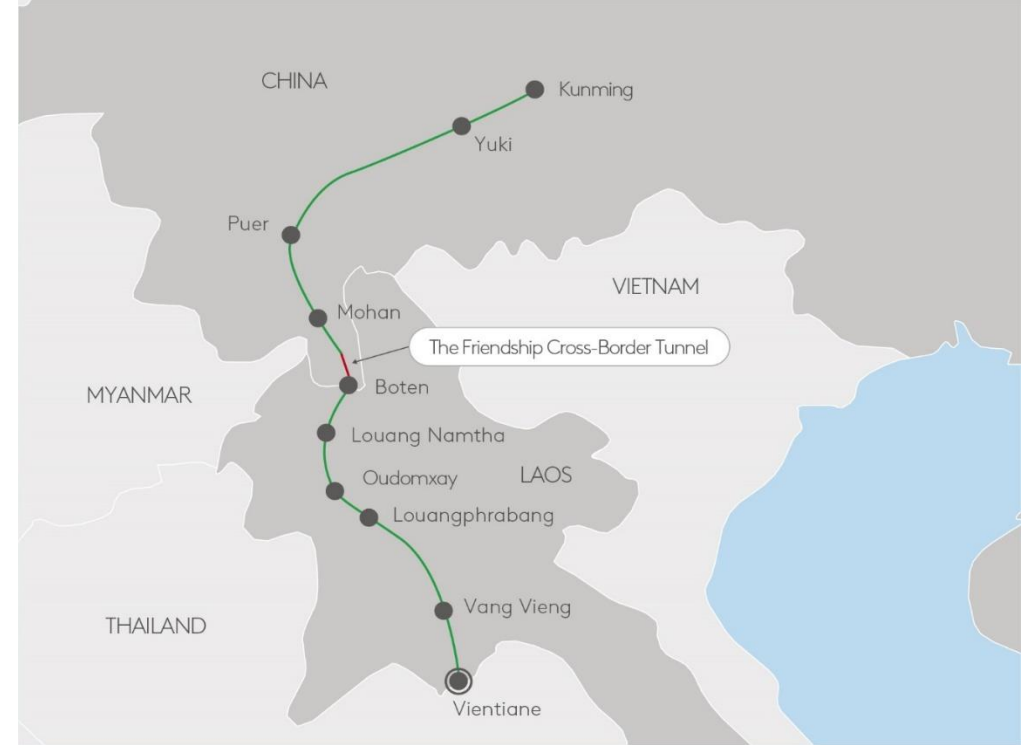 CHINA
Kunming
Yuki
Puer
VIETNAM
Mohan
The Friendship Cross-Border Tunnel
MYANMAR
Boten
Louang Namtha
Oudomxay
LAOS
Louangphrabang
Vang Vieng
THAILAND
Vientiane